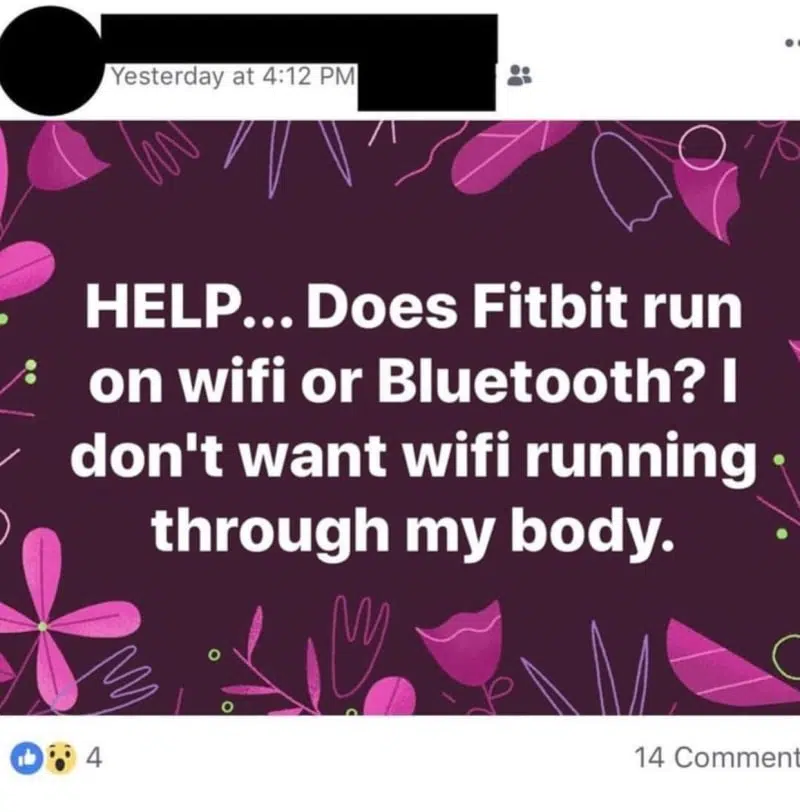 Yesterday at 4:12 PM
HELP... Does Fitbit run
on wifi or Bluetooth? I
don't want wifi running
through my body.
4
14 Comment